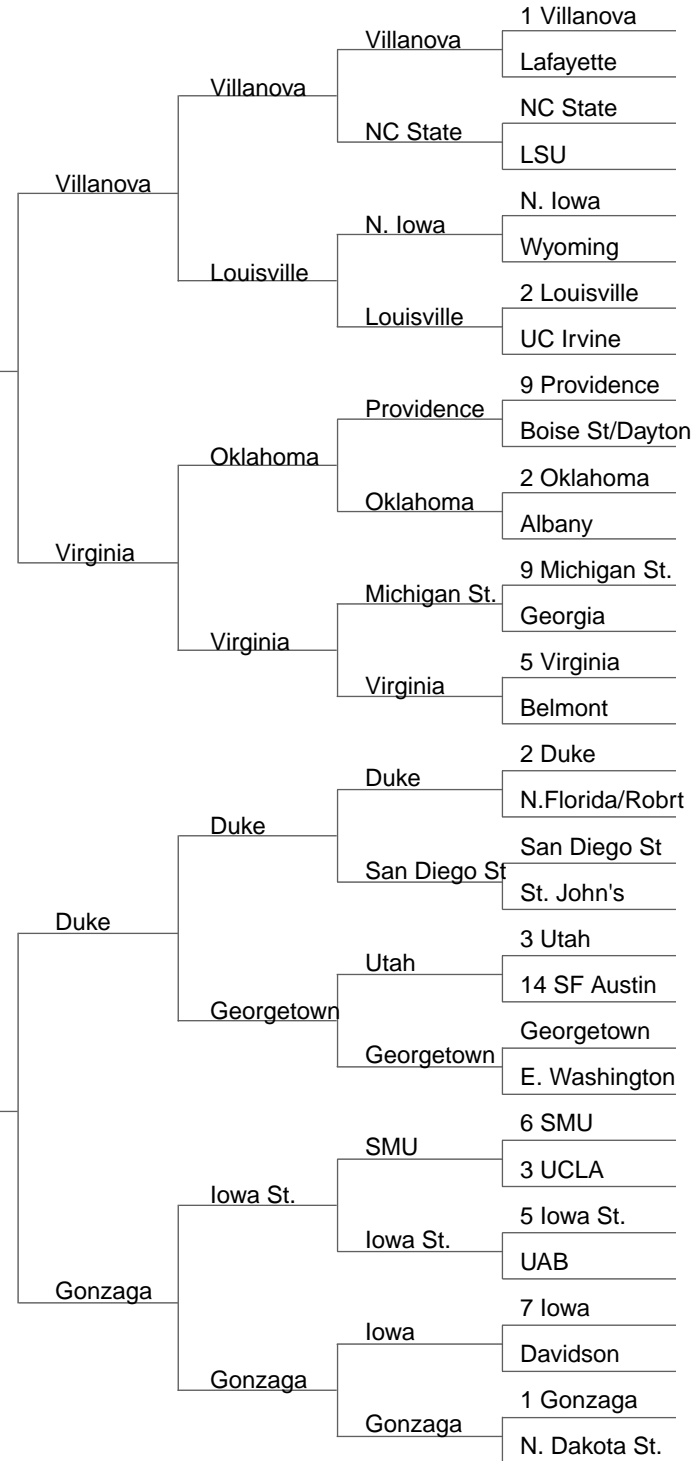 1 Villanova
Villanova
Lafayette
Villanova
NC State
NC State
LSU
Villanova
N. Iowa
N. Iowa
Wyoming
Louisville
2 Louisville
Louisville
UC Irvine
9 Providence
Providence
Boise St/Dayton
Oklahoma
2 Oklahoma
Oklahoma
Albany
Virginia
9 Michigan St.
Michigan St.
Georgia
Virginia
5 Virginia
Virginia
Belmont
2 Duke
Duke
N.Florida/Robrt
Duke
San Diego St
San Diego St
St. John's
Duke
3 Utah
Utah
14 SF Austin
Georgetown
Georgetown
Georgetown
E. Washington
6 SMU
SMU
3 UCLA
Iowa St.
5 Iowa St.
Iowa St.
UAB
Gonzaga
7 Iowa
Iowa
Davidson
Gonzaga
1 Gonzaga
Gonzaga
N. Dakota St.